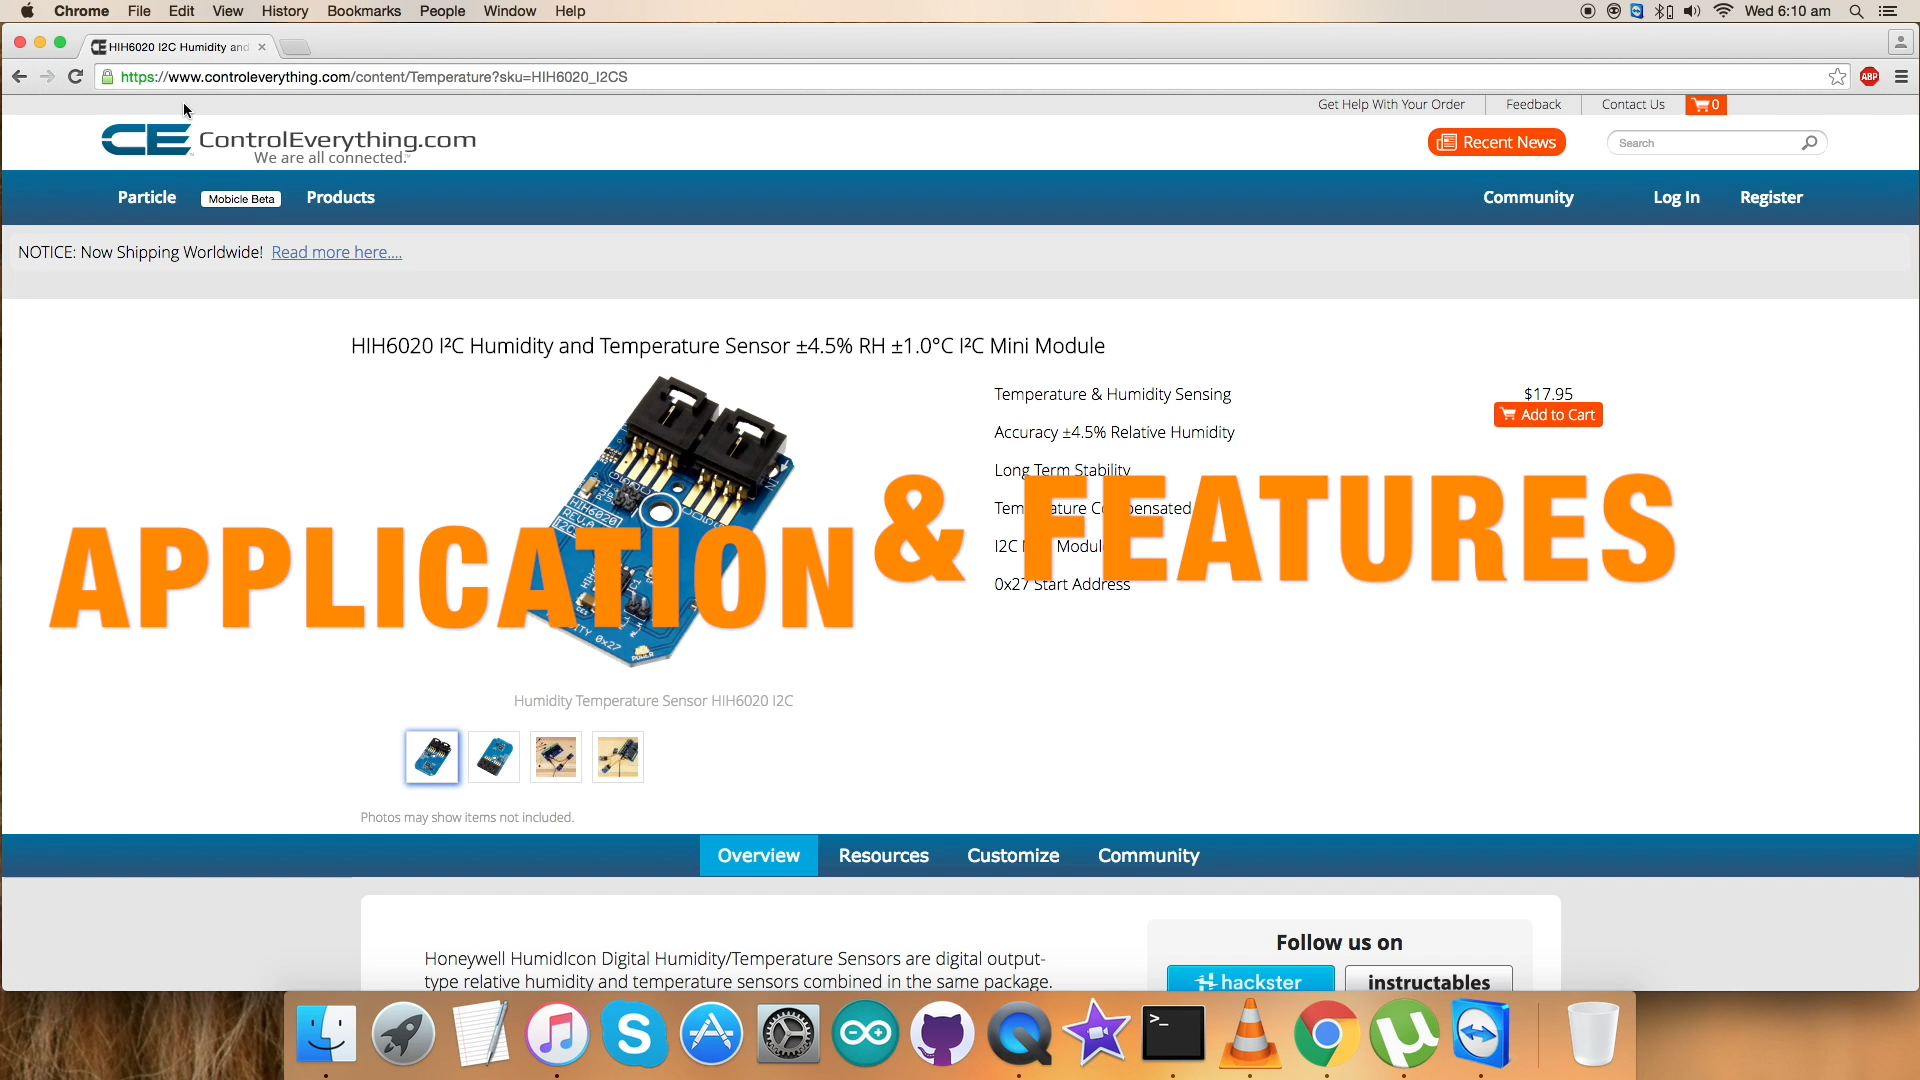 Chrome File Edit View History Bookmarks People Window Help Wed 6:10 am
HIH6020 I2C Humidity and
https://www.controleverything.com/content/Temperature?sku=HIH6020_I2CS ABP
Get Help With Your Order Feedback Contact Us 0
CE ControlEverything.com
We are all connected.
Recent News Search
Particle Mobicle Beta Products Community Log In Register
NOTICE: Now Shipping Worldwide! Read more here....
HIH6020 I²C Humidity and Temperature Sensor ±4.5% RH ±1.0°C I²C Mini Module
Temperature & Humidity Sensing $17.95
Add to Cart
Accuracy ±4.5% Relative Humidity
Long Term Stability
I2C
0x27 Start Address
APPLICATION & FEATURES
HIH6020
0x27
POWER
Humidity Temperature Sensor HIH6020 I2C
Photos may show items not included.
Overview Resources Customize Community
Honeywell HumidIcon Digital Humidity/Temperature Sensors are digital output-
type relative humidity and temperature sensors combined in the same package.
Follow us on
hackster instructables